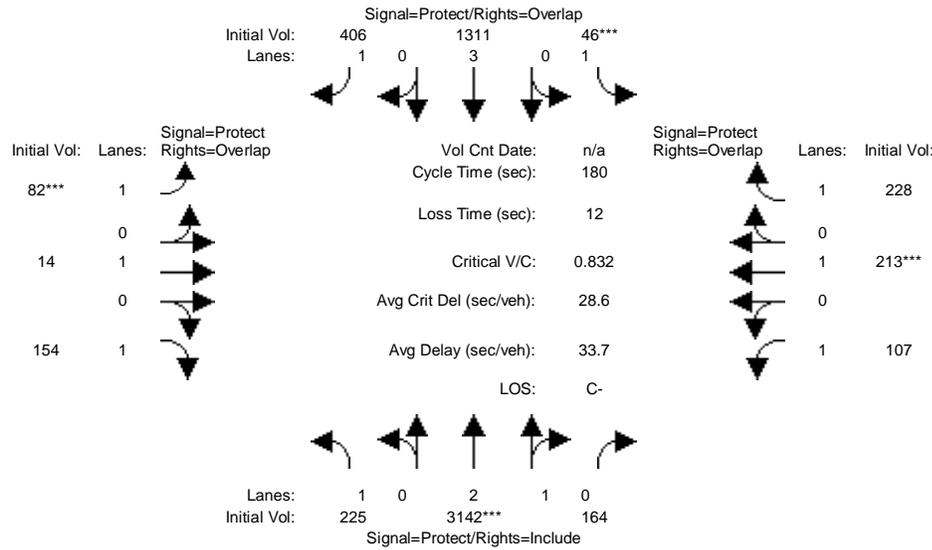 Signal=Protect/Rights=Overlap
Initial Vol: 406 1311 46***
Lanes: 1 0 3 0 1
Signal=Protect
Rights=Overlap
Initial Vol: Lanes:
Vol Cnt Date: n/a
Signal=Protect
Rights=Overlap
Lanes: Initial Vol:
Cycle Time (sec): 180
82*** 1
1 228
Loss Time (sec): 12
0
0
14 1
Critical V/C: 0.832
1 213***
0
Avg Crit Del (sec/veh): 28.6
0
154 1
Avg Delay (sec/veh): 33.7
1 107
LOS: C-
Lanes: 1 0 2 1 0
Initial Vol: 225 3142*** 164
Signal=Protect/Rights=Include